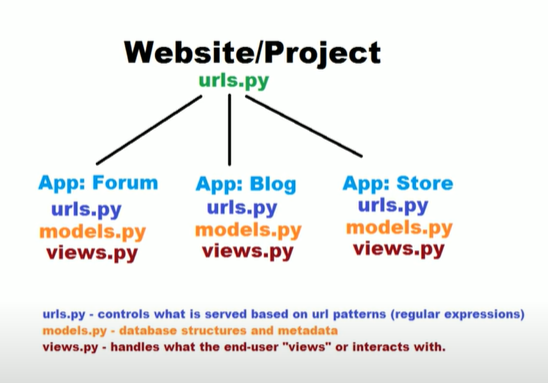 Website/Project
urls.py
App: Forum App: Blog App: Store
urls.py urls.py urls.py
models.py models.py models.py
views.py views.py views.py
urls.py - controls what is served based on url patterns (regular expressions)
models.py - database structures and metadata
views.py - handles what the end-user "views" or interacts with.